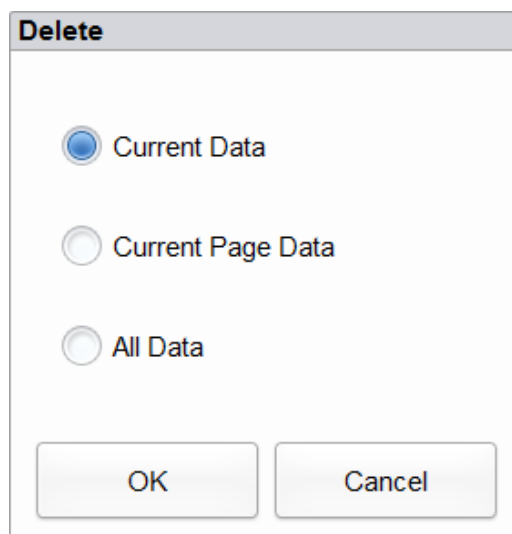 Delete
Current Data
Current Page Data
All Data
OK
Cancel